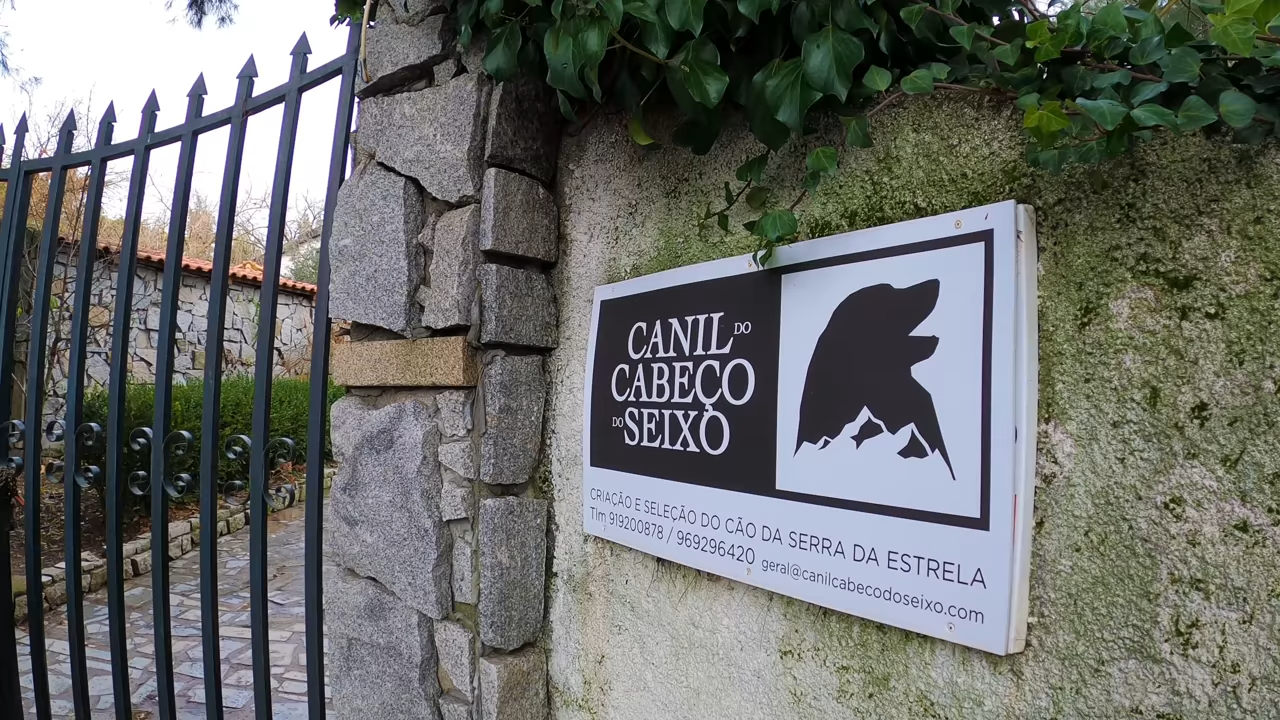 CANIL DO
CABEÇO
DO SEIXO
CRIAÇÃO E SELEÇÃO DO CÃO DA SERRA DA ESTRELA
Tlm 919200878 / 969296420 geral@canilcabecodoseixo.com